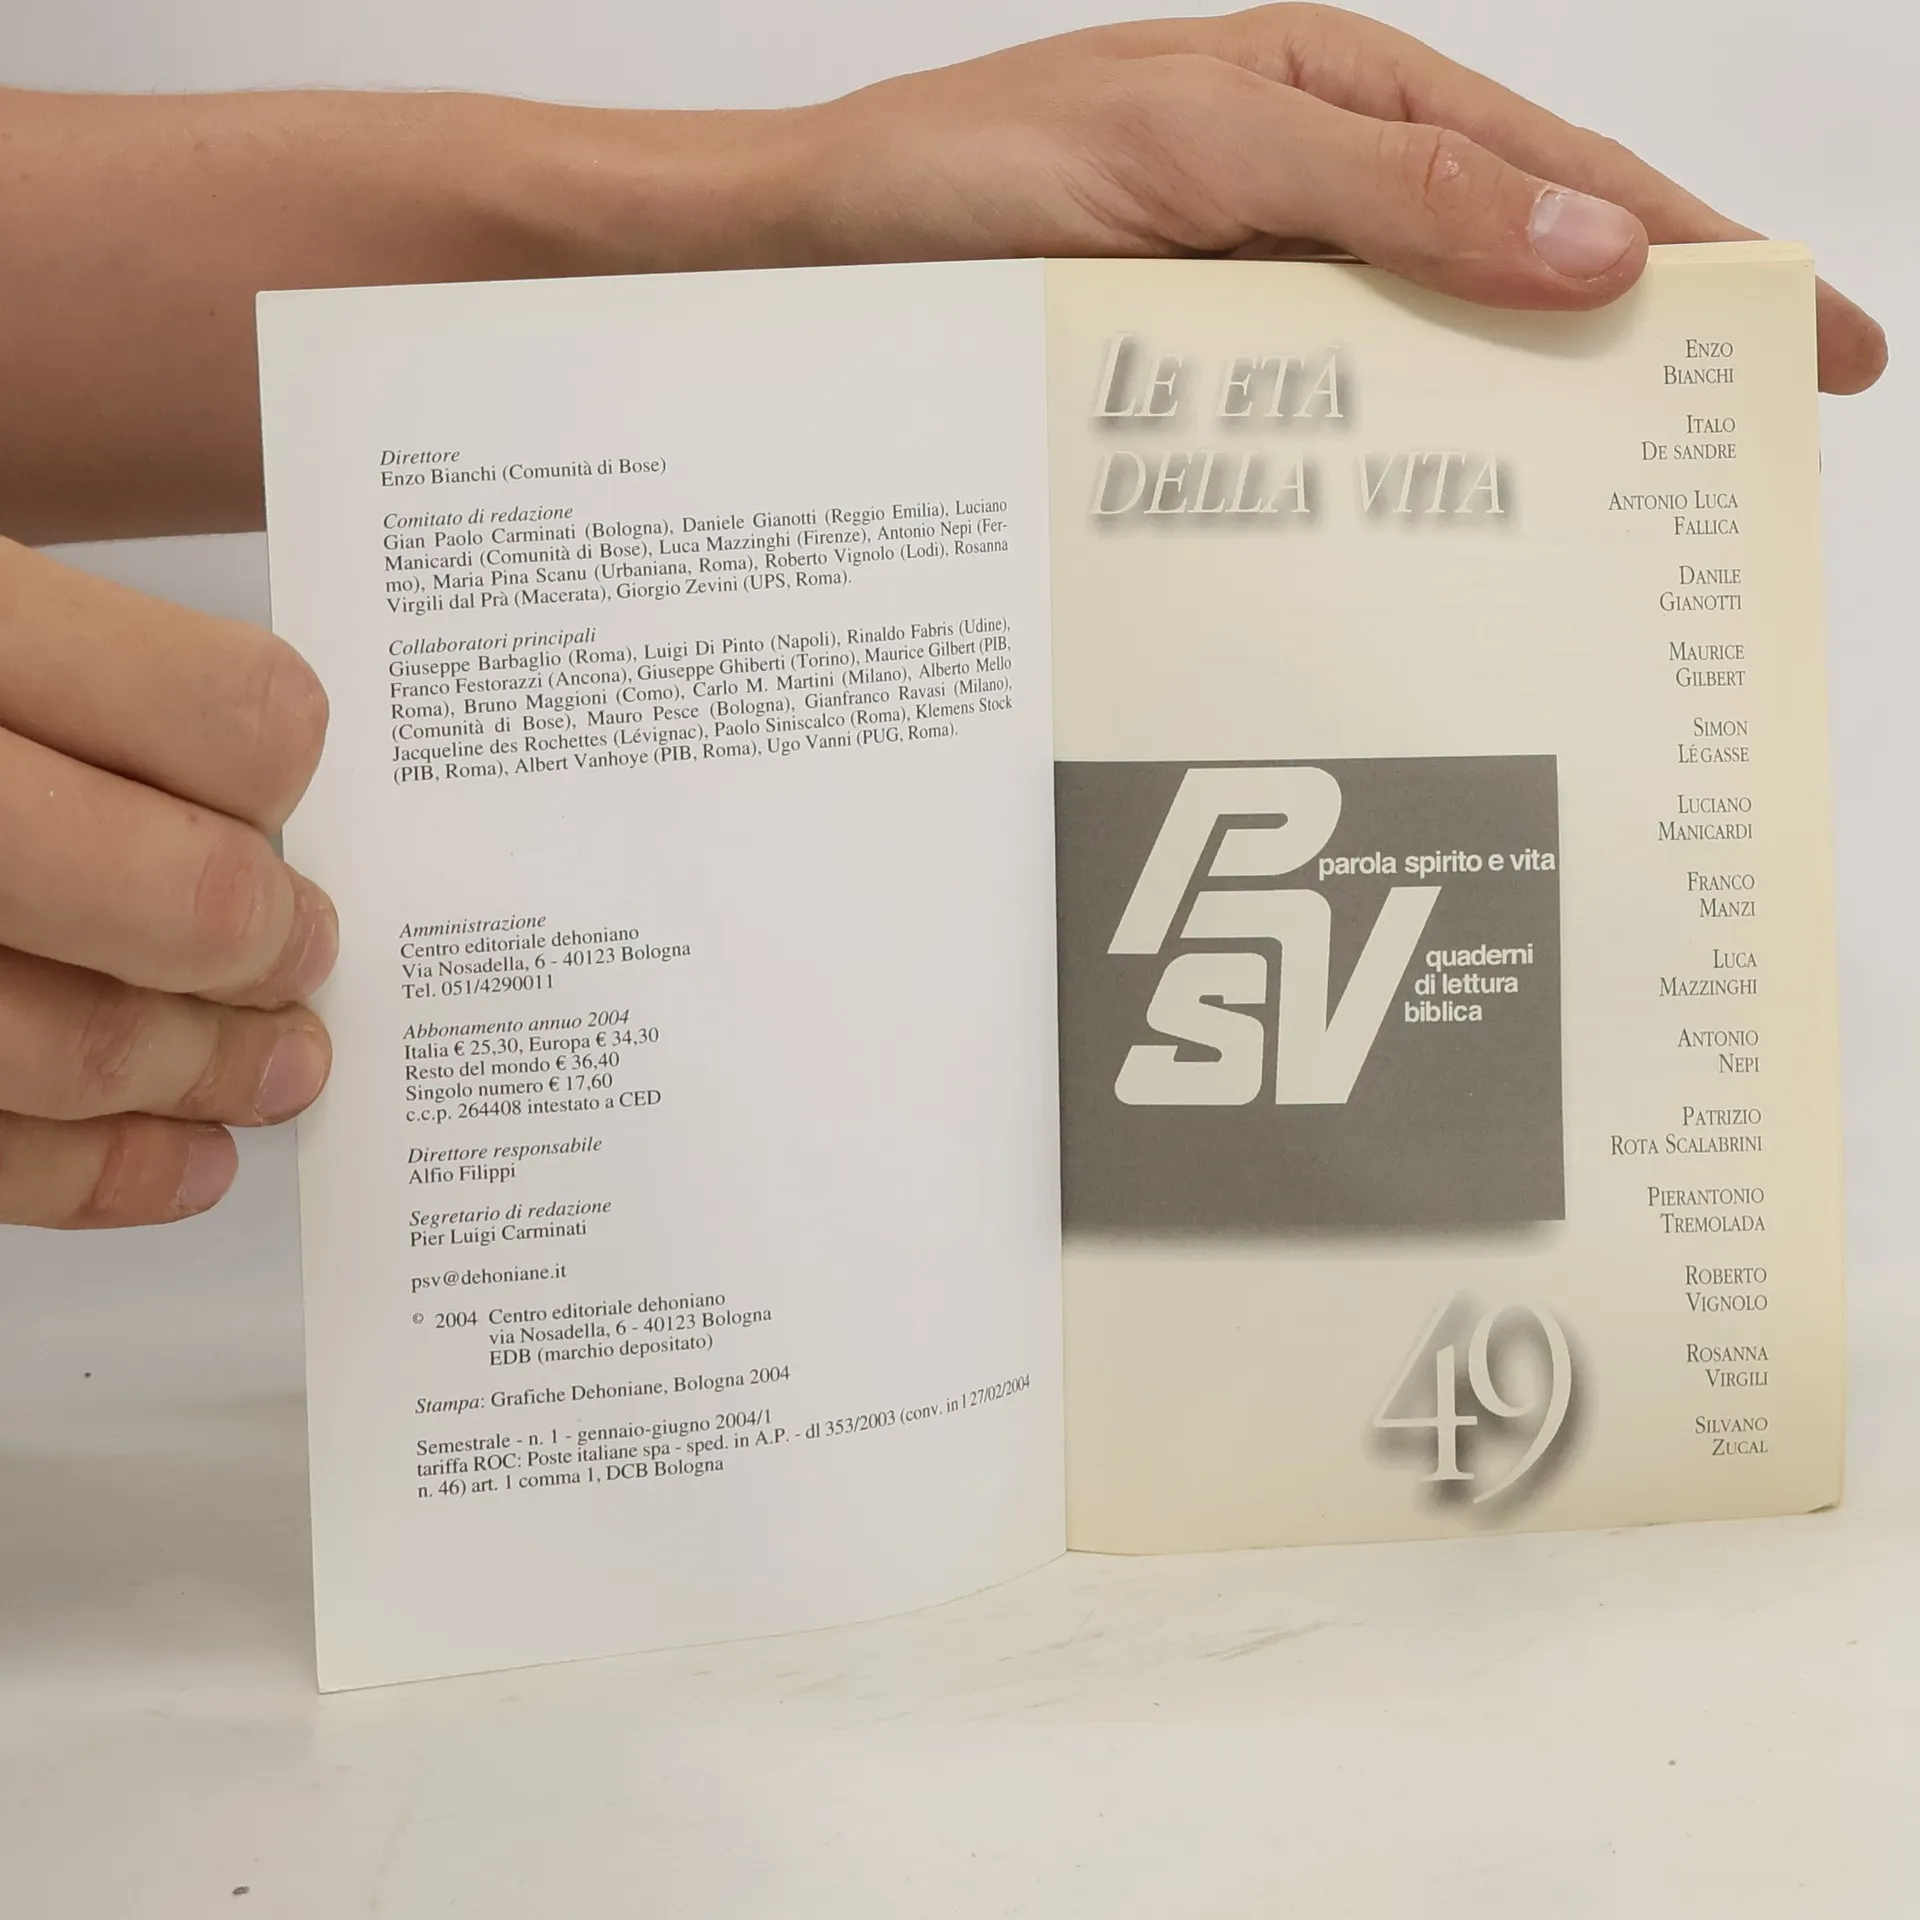 Direttore
Enzo Bianchi (Comunità di Bose)
Comitato di redazione
Gian Paolo Carminati (Bologna), Daniele Gianotti (Reggio Emilia), Luciano
Manicardi (Comunità di Bose), Luca Mazzinghi (Firenze), Antonio Nepi (Fer-
mo), Maria Pina Scanu (Urbaniana, Roma), Roberto Vignolo (Lodi), Rosanna
Virgili dal Prà (Macerata), Giorgio Zevini (UPS, Roma).
Collaboratori principali
Giuseppe Barbaglio (Roma), Luigi Di Pinto (Napoli), Rinaldo Fabris (Udine),
Franco Festorazzi (Ancona), Giuseppe Ghiberti (Torino), Maurice Gilbert (PIB,
Roma), Bruno Maggioni (Como), Carlo M. Martini (Milano), Alberto Mello
(Comunità di Bose), Mauro Pesce (Bologna), Gianfranco Ravasi (Milano),
Jacqueline des Rochettes (Lévignac), Paolo Siniscalco (Roma), Klemens Stock
(PIB, Roma), Albert Vanhoye (PIB, Roma), Ugo Vanni (PUG, Roma).
Amministrazione
Centro editoriale dehoniano
Via Nosadella, 6 - 40123 Bologna
Tel. 051/4290011
Abbonamento annuo 2004
Italia € 25,30, Europa € 34,30
Resto del mondo € 36,40
Singolo numero € 17,60
c.c.p. 264408 intestato a CED
Direttore responsabile
Alfio Filippi
Segretario di redazione
Pier Luigi Carminati
psv@dehoniane.it
© 2004 Centro editoriale dehoniano
via Nosadella, 6 - 40123 Bologna
EDB (marchio depositato)
Stampa: Grafiche Dehoniane, Bologna 2004
Semestrale - n. 1 - gennaio-giugno 2004/1
tariffa ROC: Poste italiane spa - sped. in A.P. - dl 353/2003 (conv. in l 27/02/2004
n. 46) art. 1 comma 1, DCB Bologna
LE ETÀ
DELLA VITA
PSV
parola spirito e vita
quaderni
di lettura
biblica
49
ENZO
BIANCHI
ITALO
DE SANDRE
ANTONIO LUCA
FALLICA
DANILE
GIANOTTI
MAURICE
GILBERT
SIMON
LÉGASSE
LUCIANO
MANICARDI
FRANCO
MANZI
LUCA
MAZZINGHI
ANTONIO
NEPI
PATRIZIO
ROTA SCALABRINI
PIERANTONIO
TREMOLADA
ROBERTO
VIGNOLO
ROSANNA
VIRGILI
SILVANO
ZUCAL